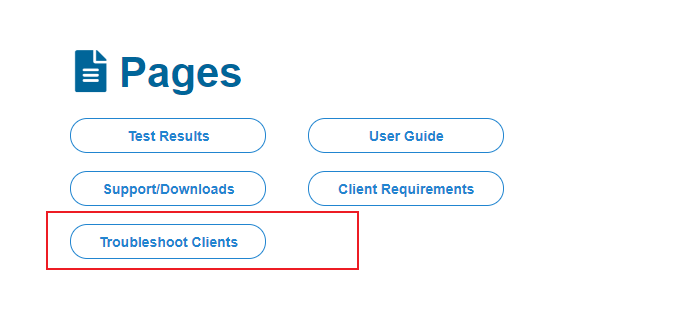 Pages
Test Results
User Guide
Support/Downloads
Client Requirements
Troubleshoot Clients